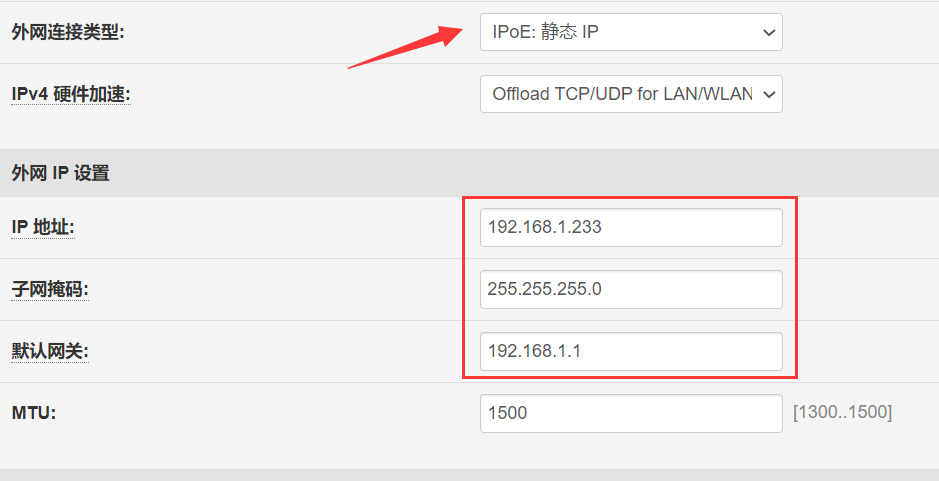 外网连接类型:
IPoE: 静态 IP
IPv4 硬件加速:
Offload TCP/UDP for LAN/WLAN
外网 IP 设置
IP 地址:
192.168.1.233
子网掩码:
255.255.255.0
默认网关:
192.168.1.1
MTU:
1500
[1300..1500]